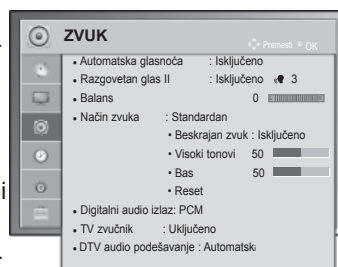 ZVUK
Premesti OK
• Automatska glasnoća : Isključeno
• Razgovetan glas II : Isključeno 3
• Balans 0
• Način zvuka : Standardan
• Beskrajan zvuk : Isključeno
• Visoki tonovi 50
• Bas 50
• Reset
• Digitalni audio izlaz: PCM
• TV zvučnik : Uključeno
• DTV audio podešavanje : Automatski
i